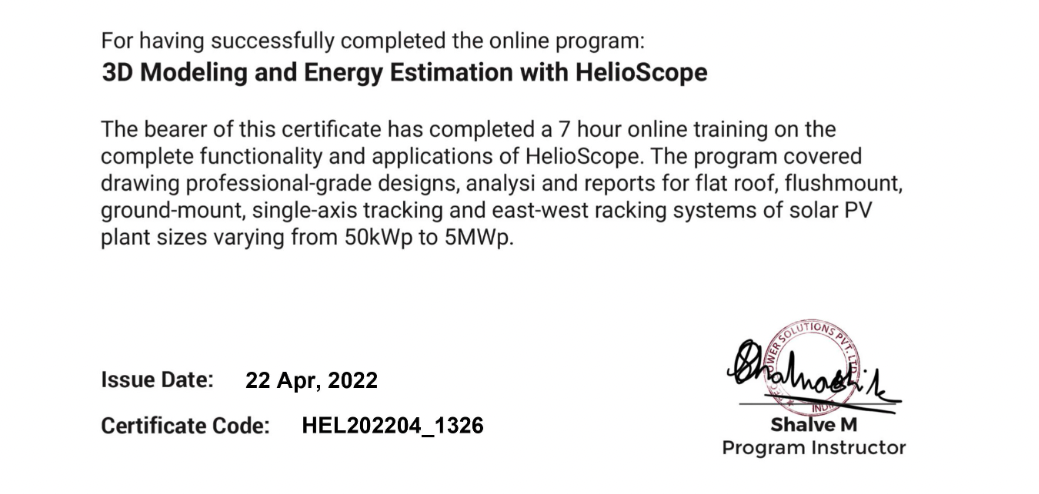 For having successfully completed the online program:
3D Modeling and Energy Estimation with HelioScope
The bearer of this certificate has completed a 7 hour online training on the
complete functionality and applications of HelioScope. The program covered
drawing professional-grade designs, analysi and reports for flat roof, flushmount,
ground-mount, single-axis tracking and east-west racking systems of solar PV
plant sizes varying from 50kWp to 5MWp.
SOLUTIONS PVT. LTD
Issue Date: 22 Apr, 2022
Certificate Code: HEL202204_1326
Shalve M
Program Instructor